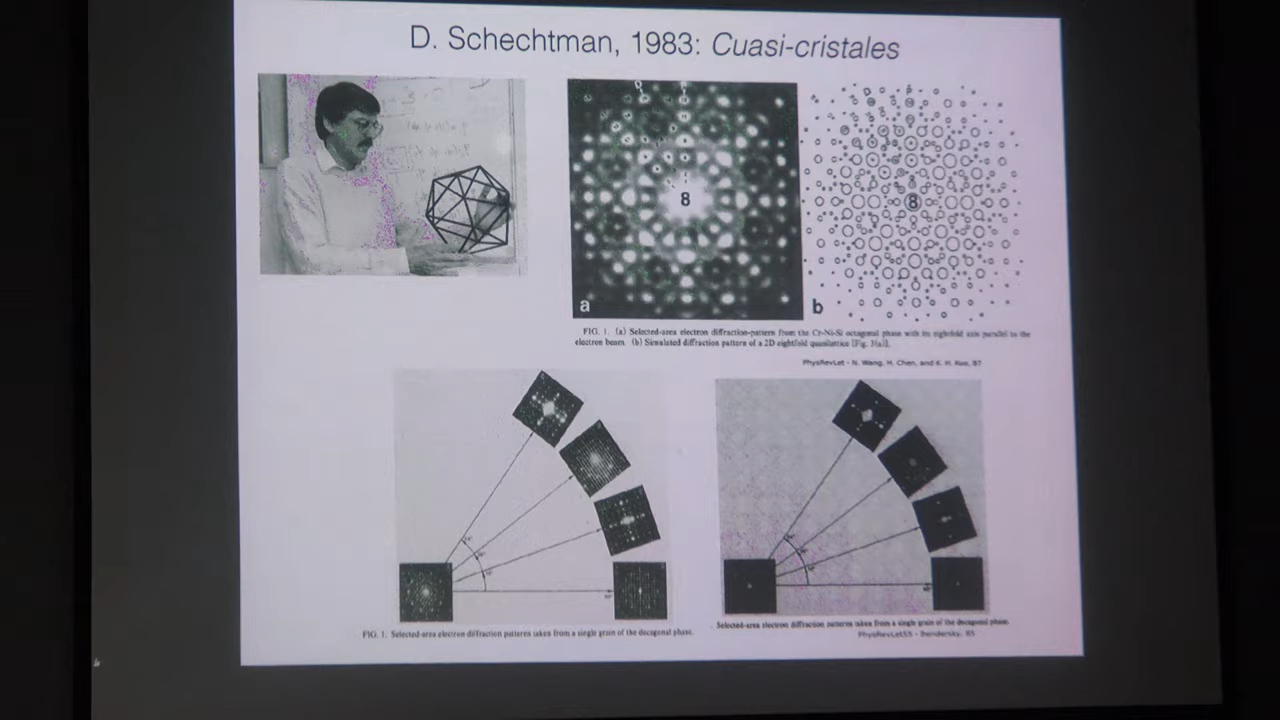 D. Schechtman, 1983: Cuasi-cristales
8
8
a
b
FIG. 1. (a) Selected-area electron diffraction-pattern from the Cr-Ni-Si octagonal phase with its eightfold axis parallel to the
electron beam. (b) Simulated diffraction pattern of a 2D eightfold quasilattice [Fig. 3(a)].
PhysRevLet - N. Wang, H. Chen, and K. H. Kuo, 87
FIG. 1. Selected-area electron diffraction patterns taken from a single grain of the decagonal phase.
Selected-area electron diffraction patterns taken from a single grain of the decagonal phase.
PhysRevLet55 - Bendersky, 85